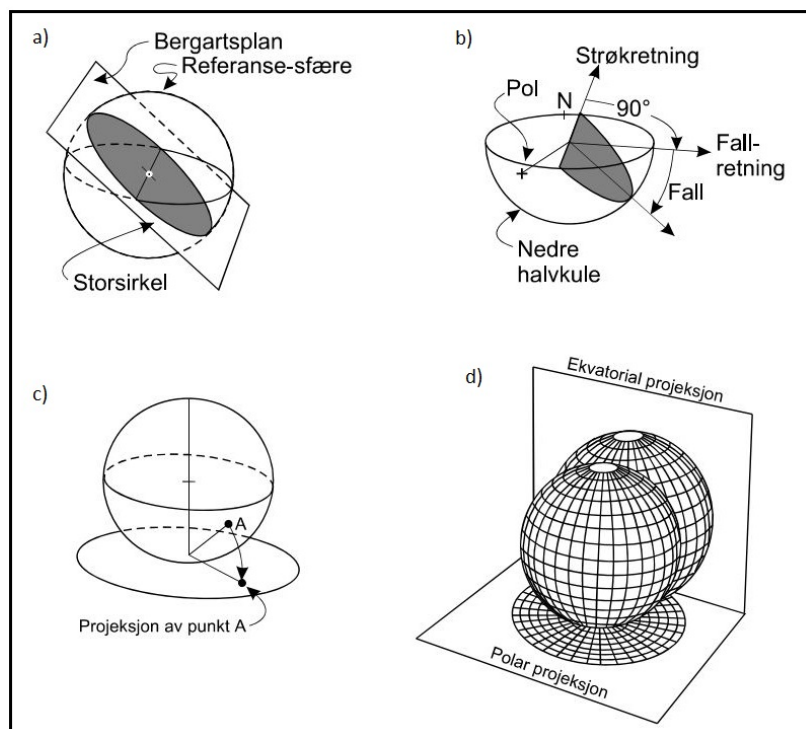 a)
Bergartsplan
Referanse-sfære
Storsirkel
b)
Strøkretning
Pol
N
90°
Fall-
retning
Fall
Nedre
halvkule
c)
A
Projeksjon av punkt A
d)
Ekvatorial projeksjon
Polar projeksjon